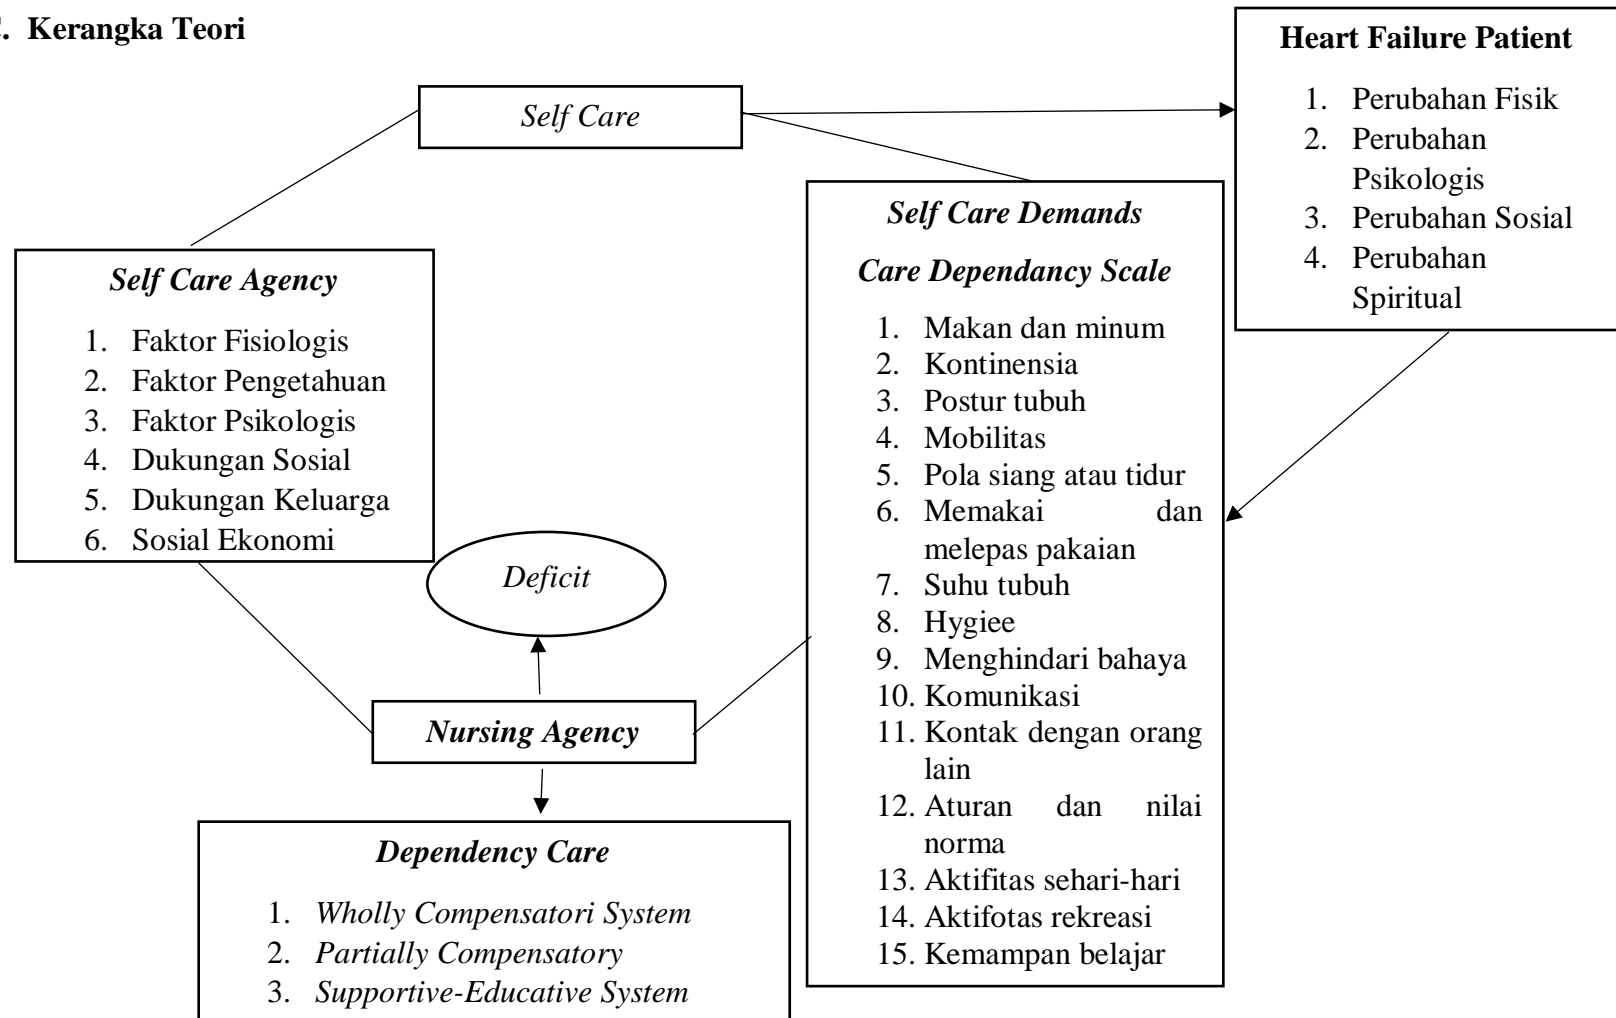 . Kerangka Teori
Self Care
Heart Failure Patient
1. Perubahan Fisik
2. Perubahan
Psikologis
3. Perubahan Sosial
4. Perubahan
Spiritual
Self Care Agency
1. Faktor Fisiologis
2. Faktor Pengetahuan
3. Faktor Psikologis
4. Dukungan Sosial
5. Dukungan Keluarga
6. Sosial Ekonomi
Self Care Demands
Care Dependancy Scale
1. Makan dan minum
2. Kontinensia
3. Postur tubuh
4. Mobilitas
5. Pola siang atau tidur
6. Memakai dan
melepas pakaian
7. Suhu tubuh
8. Hygiee
9. Menghindari bahaya
10. Komunikasi
11. Kontak dengan orang
lain
12. Aturan dan nilai
norma
13. Aktifitas sehari-hari
14. Aktifotas rekreasi
15. Kemampan belajar
Deficit
Nursing Agency
Dependency Care
1. Wholly Compensatori System
2. Partially Compensatory
3. Supportive-Educative System